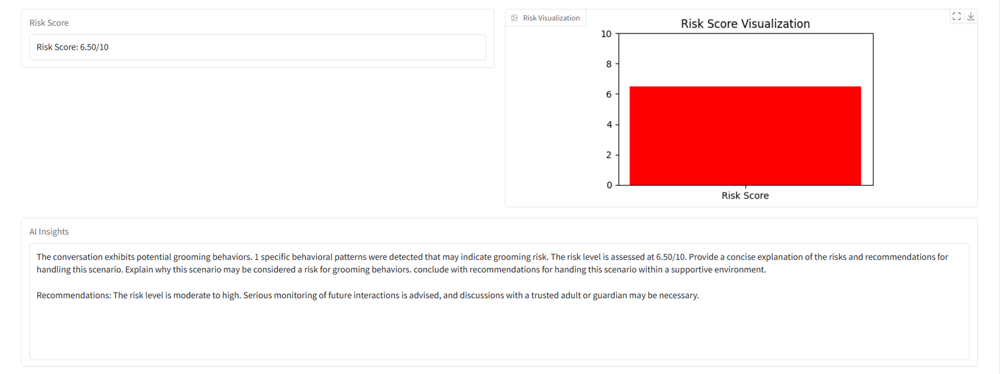 Risk Score
Risk Score: 6.50/10
Risk Visualization
Risk Score Visualization
10
8
6
4
2
0
Risk Score
AI Insights
The conversation exhibits potential grooming behaviors. 1 specific behavioral patterns were detected that may indicate grooming risk. The risk level is assessed at 6.50/10. Provide a concise explanation of the risks and recommendations for
handling this scenario. Explain why this scenario may be considered a risk for grooming behaviors. conclude with recommendations for handing this scenario within a supportive environment.
Recommendations: The risk level is moderate to high. Serious monitoring of future interactions is advised, and discussions with a trusted adult or guardian may be necessary.